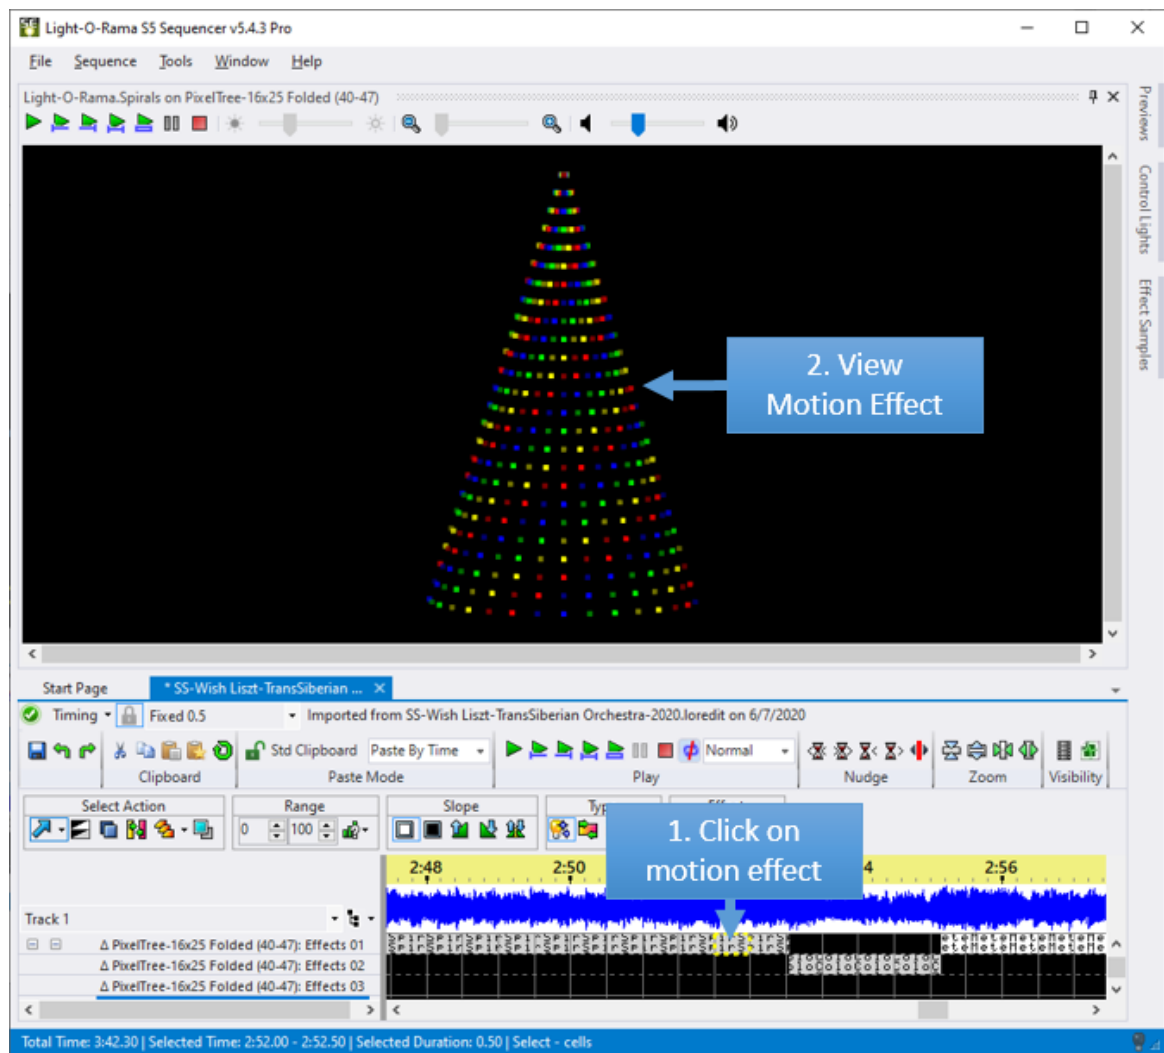 Light-O-Rama S5 Sequencer v5.4.3 Pro
File Sequence Tools Window Help
Light-O-Rama.Spirals on PixelTree-16x25 Folded (40-47)
Previews
Control Lights
Effect Samples
2. View
Motion Effect
Start Page * SS-Wish Liszt-TransSiberian ...
Timing Fixed 0.5 Imported from SS-Wish Liszt-TransSiberian Orchestra-2020.loredit on 6/7/2020
Std Clipboard Paste By Time Normal
Clipboard Paste Mode Play Nudge Zoom Visibility
Select Action Range Slope
0 100
1. Click on
motion effect
2:48 2:50 2:56
Track 1
Δ PixelTree-16x25 Folded (40-47): Effects 01
Δ PixelTree-16x25 Folded (40-47): Effects 02
Δ PixelTree-16x25 Folded (40-47): Effects 03
Total Time: 3:42.30 | Selected Time: 2:52.00 - 2:52.50 | Selected Duration: 0.50 | Select - cells